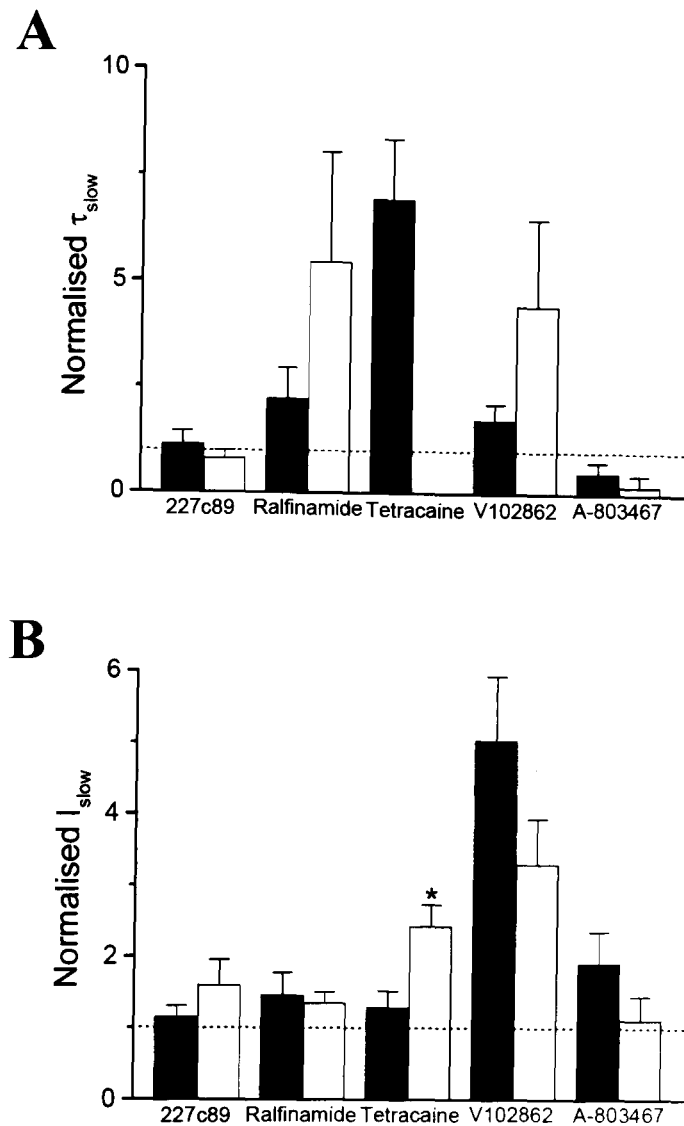 A
10
Normalised τslow
5
0
227c89 Ralfinamide Tetracaine V102862 A-803467
B
6
Normalised Islow
4
*
2
0
227c89 Ralfinamide Tetracaine V102862 A-803467